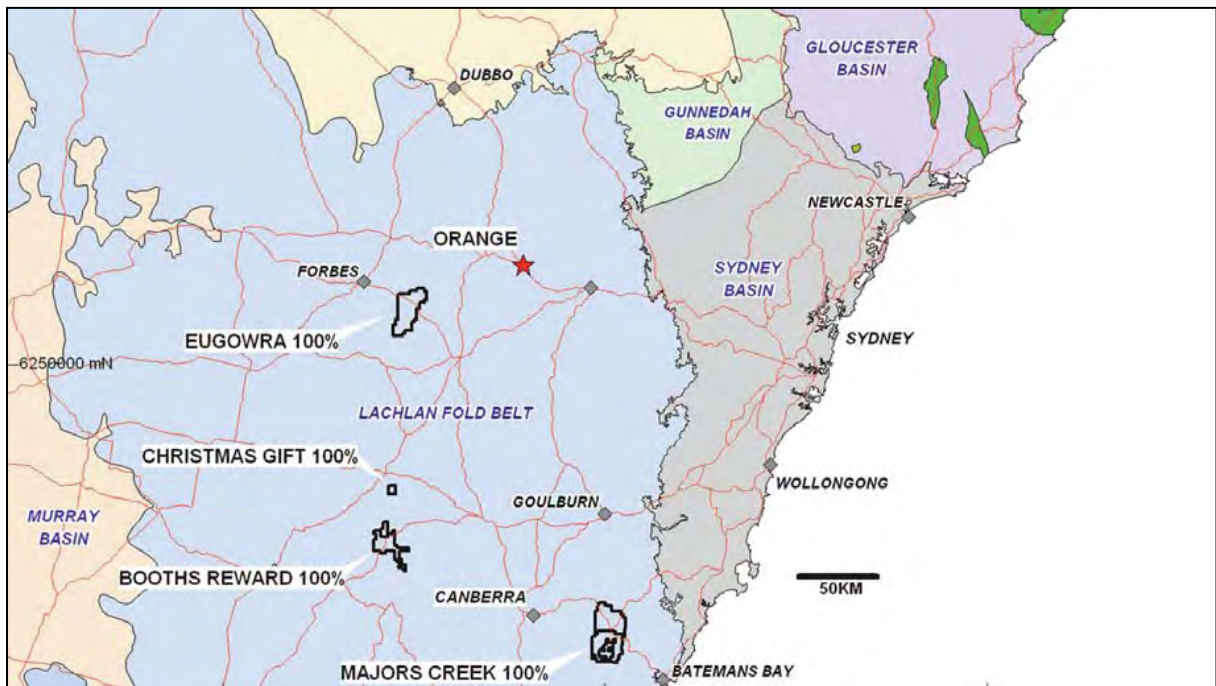 GLOUCESTER
BASIN
DUBBO
GUNNEDAH
BASIN
NEWCASTLE
ORANGE
FORBES
SYDNEY
BASIN
EUGOWRA 100%
SYDNEY
6250000 mN
LACHLAN FOLD BELT
CHRISTMAS GIFT 100%
WOLLONGONG
GOULBURN
MURRAY
BASIN
BOOTHS REWARD 100%
50KM
CANBERRA
MAJORS CREEK 100%
BATEMANS BAY